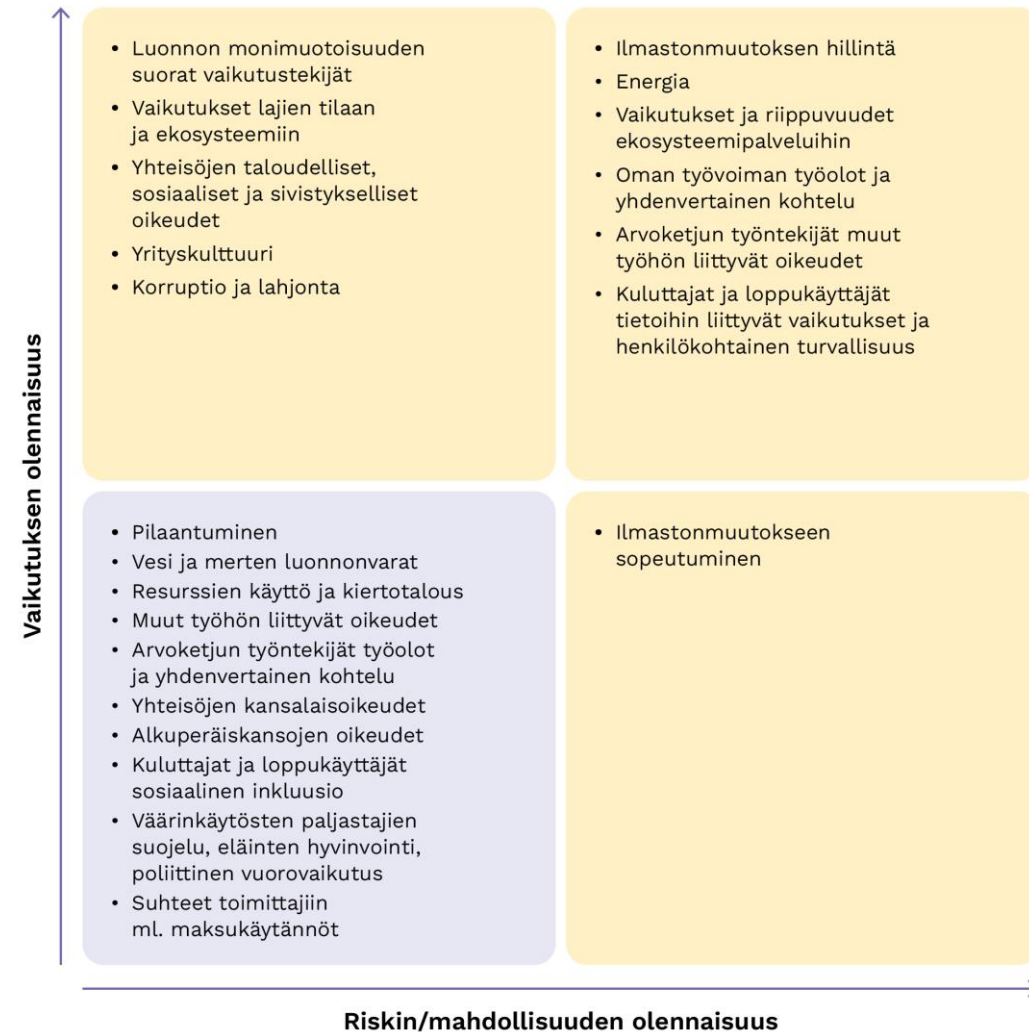 • Luonnon monimuotoisuuden
suorat vaikutustekijät
• Vaikutukset lajien tilaan
ja ekosysteemiin
• Yhteisöjen taloudelliset,
sosiaaliset ja sivistykselliset
oikeudet
• Yrityskulttuuri
• Korruptio ja lahjonta
• Ilmastonmuutoksen hillintä
• Energia
• Vaikutukset ja riippuvuudet
ekosysteemipalveluihin
• Oman työvoiman työolot ja
yhdenvertainen kohtelu
• Arvoketjun työntekijät muut
työhön liittyvät oikeudet
• Kuluttajat ja loppukäyttäjät
tietoihin liittyvät vaikutukset ja
henkilökohtainen turvallisuus
Vaikutuksen olennaisuus
• Pilaantuminen
• Vesi ja merten luonnonvarat
• Resurssien käyttö ja kiertotalous
• Muut työhön liittyvät oikeudet
• Arvoketjun työntekijät työolot
ja yhdenvertainen kohtelu
• Yhteisöjen kansalaisoikeudet
• Alkuperäiskansojen oikeudet
• Kuluttajat ja loppukäyttäjät
sosiaalinen inkluusio
• Väärinkäytösten paljastajien
suojelu, eläinten hyvinvointi,
poliittinen vuorovaikutus
• Suhteet toimittajiin
ml. maksukäytännöt
• Ilmastonmuutokseen
sopeutuminen
Riskin/mahdollisuuden olennaisuus